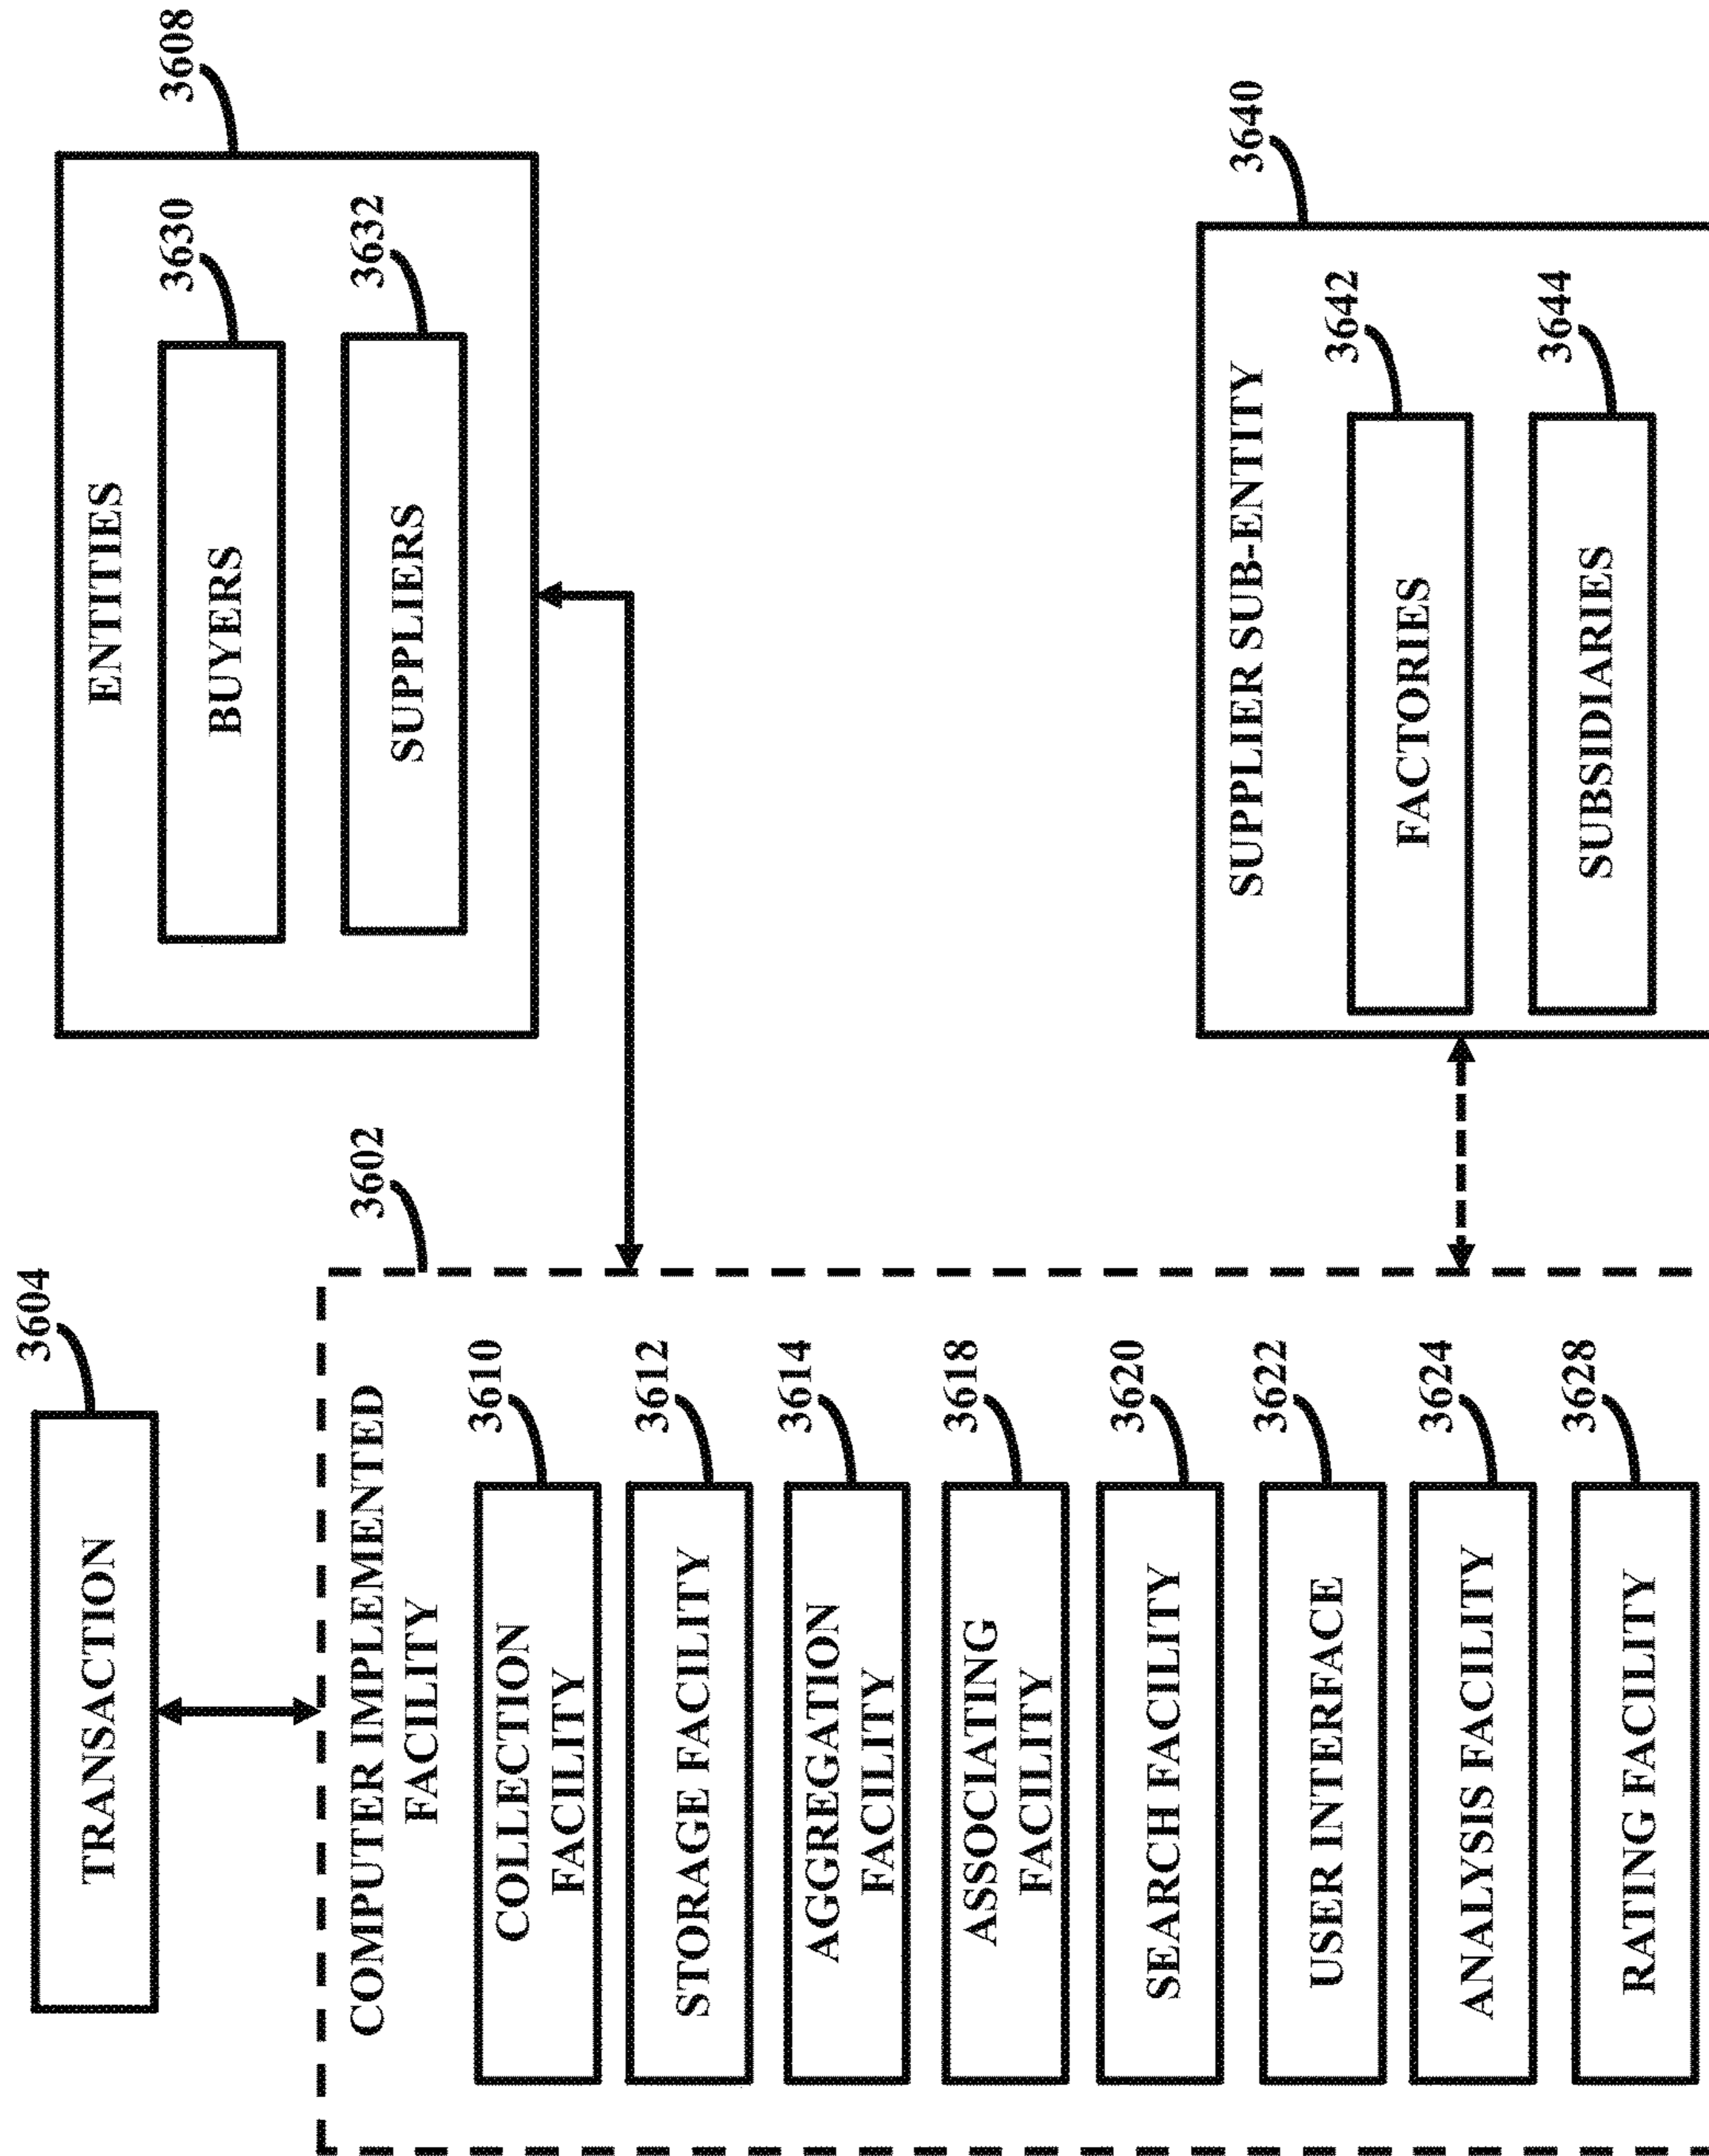 3604
TRANSACTION
3602
COMPUTER IMPLEMENTED
FACILITY
3610
COLLECTION
FACILITY
3612
STORAGE FACILITY
3614
AGGREGATION
FACILITY
3618
ASSOCIATING
FACILITY
3620
SEARCH FACILITY
3622
USER INTERFACE
3624
ANALYSIS FACILITY
3628
RATING FACILITY
3608
ENTITIES
3630
BUYERS
3632
SUPPLIERS
3640
SUPPLIER SUB-ENTITY
3642
FACTORIES
3644
SUBSIDIARIES